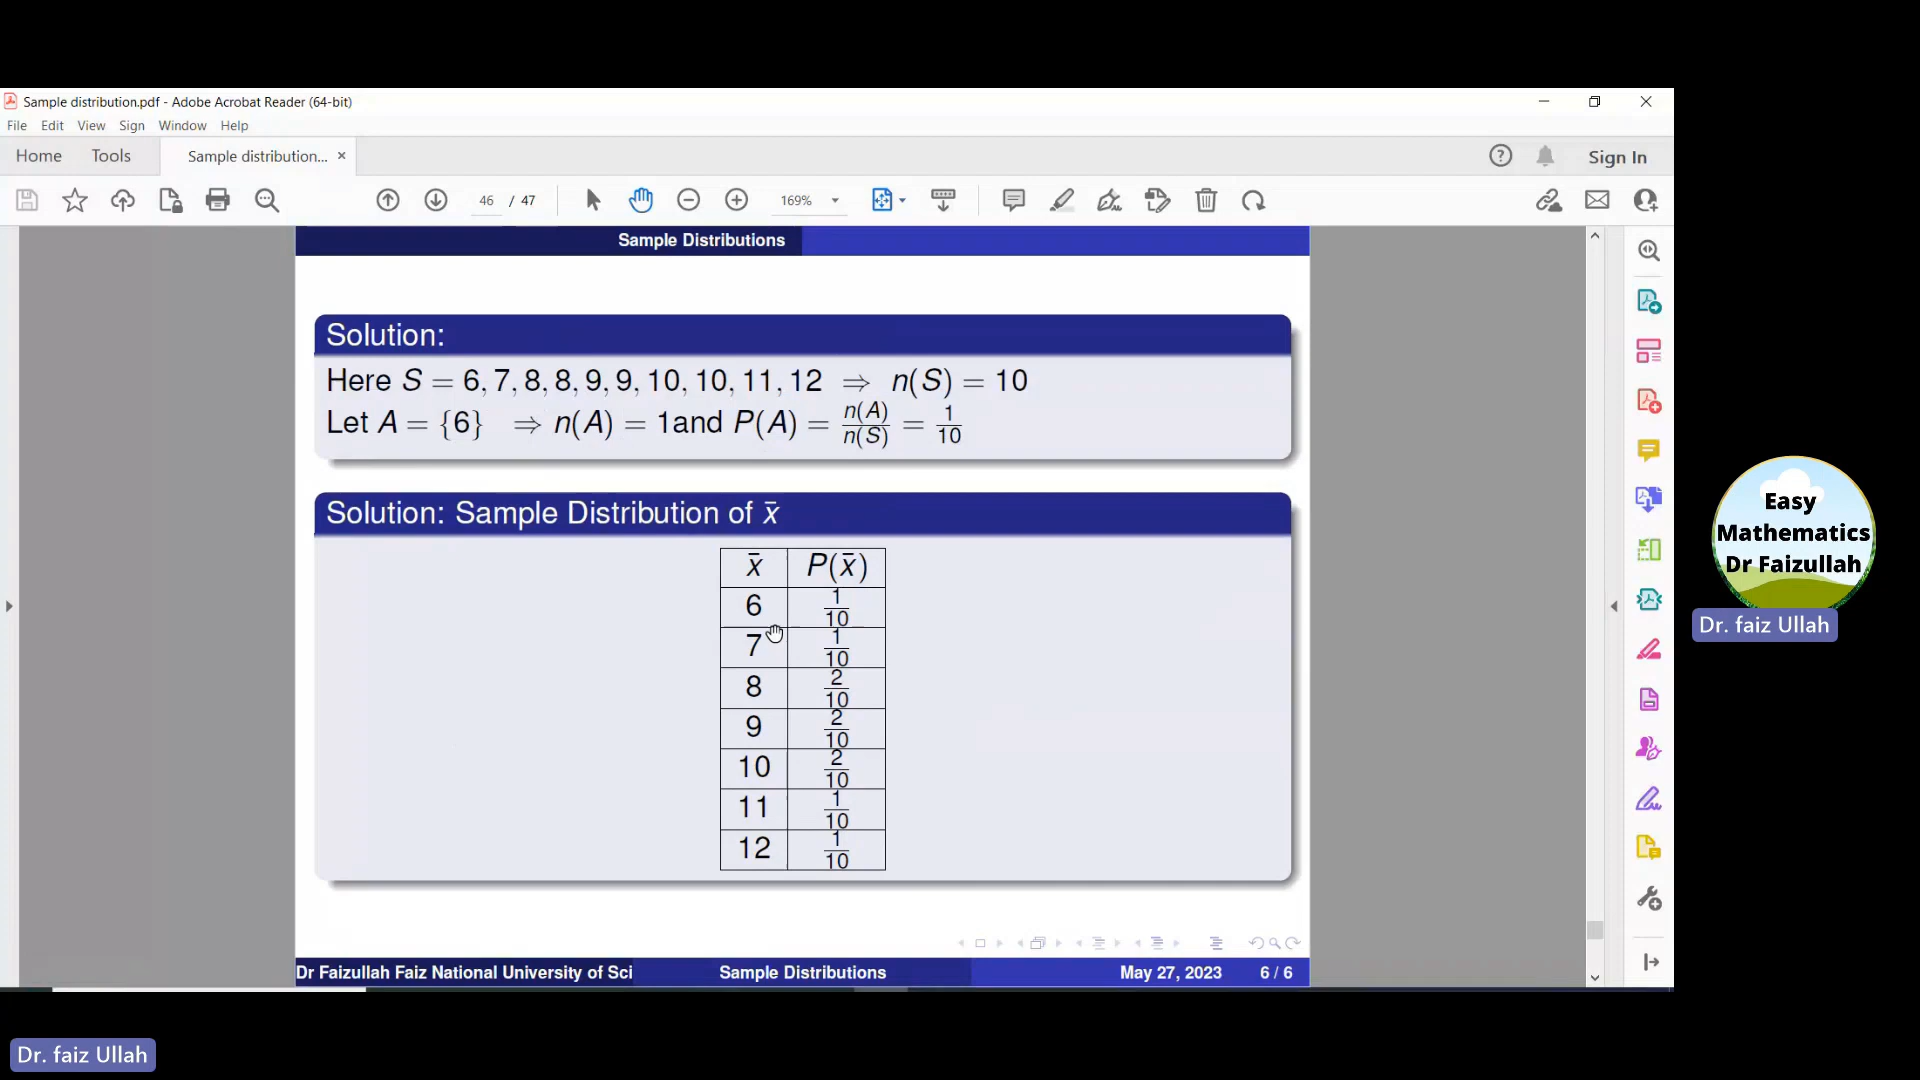 Sample distribution.pdf - Adobe Acrobat Reader (64-bit)
File Edit View Sign Window Help
Home Tools Sample distribution... × Sign In
46 / 47 169%
Sample Distributions
Solution:
Here S = 6, 7, 8, 8, 9, 9, 10, 10, 11, 12 ⇒ n(S) = 10
Let A = {6} ⇒ n(A) = 1and P(A) = n(A)/n(S) = 1/10
Solution: Sample Distribution of x̄
x̄ P(x̄)
6 1/10
7 1/10
8 2/10
9 2/10
10 2/10
11 1/10
12 1/10
Dr Faizullah Faiz National University of Sci Sample Distributions May 27, 2023 6 / 6
Easy
Mathematics
Dr Faizullah
Dr. faiz Ullah
Dr. faiz Ullah